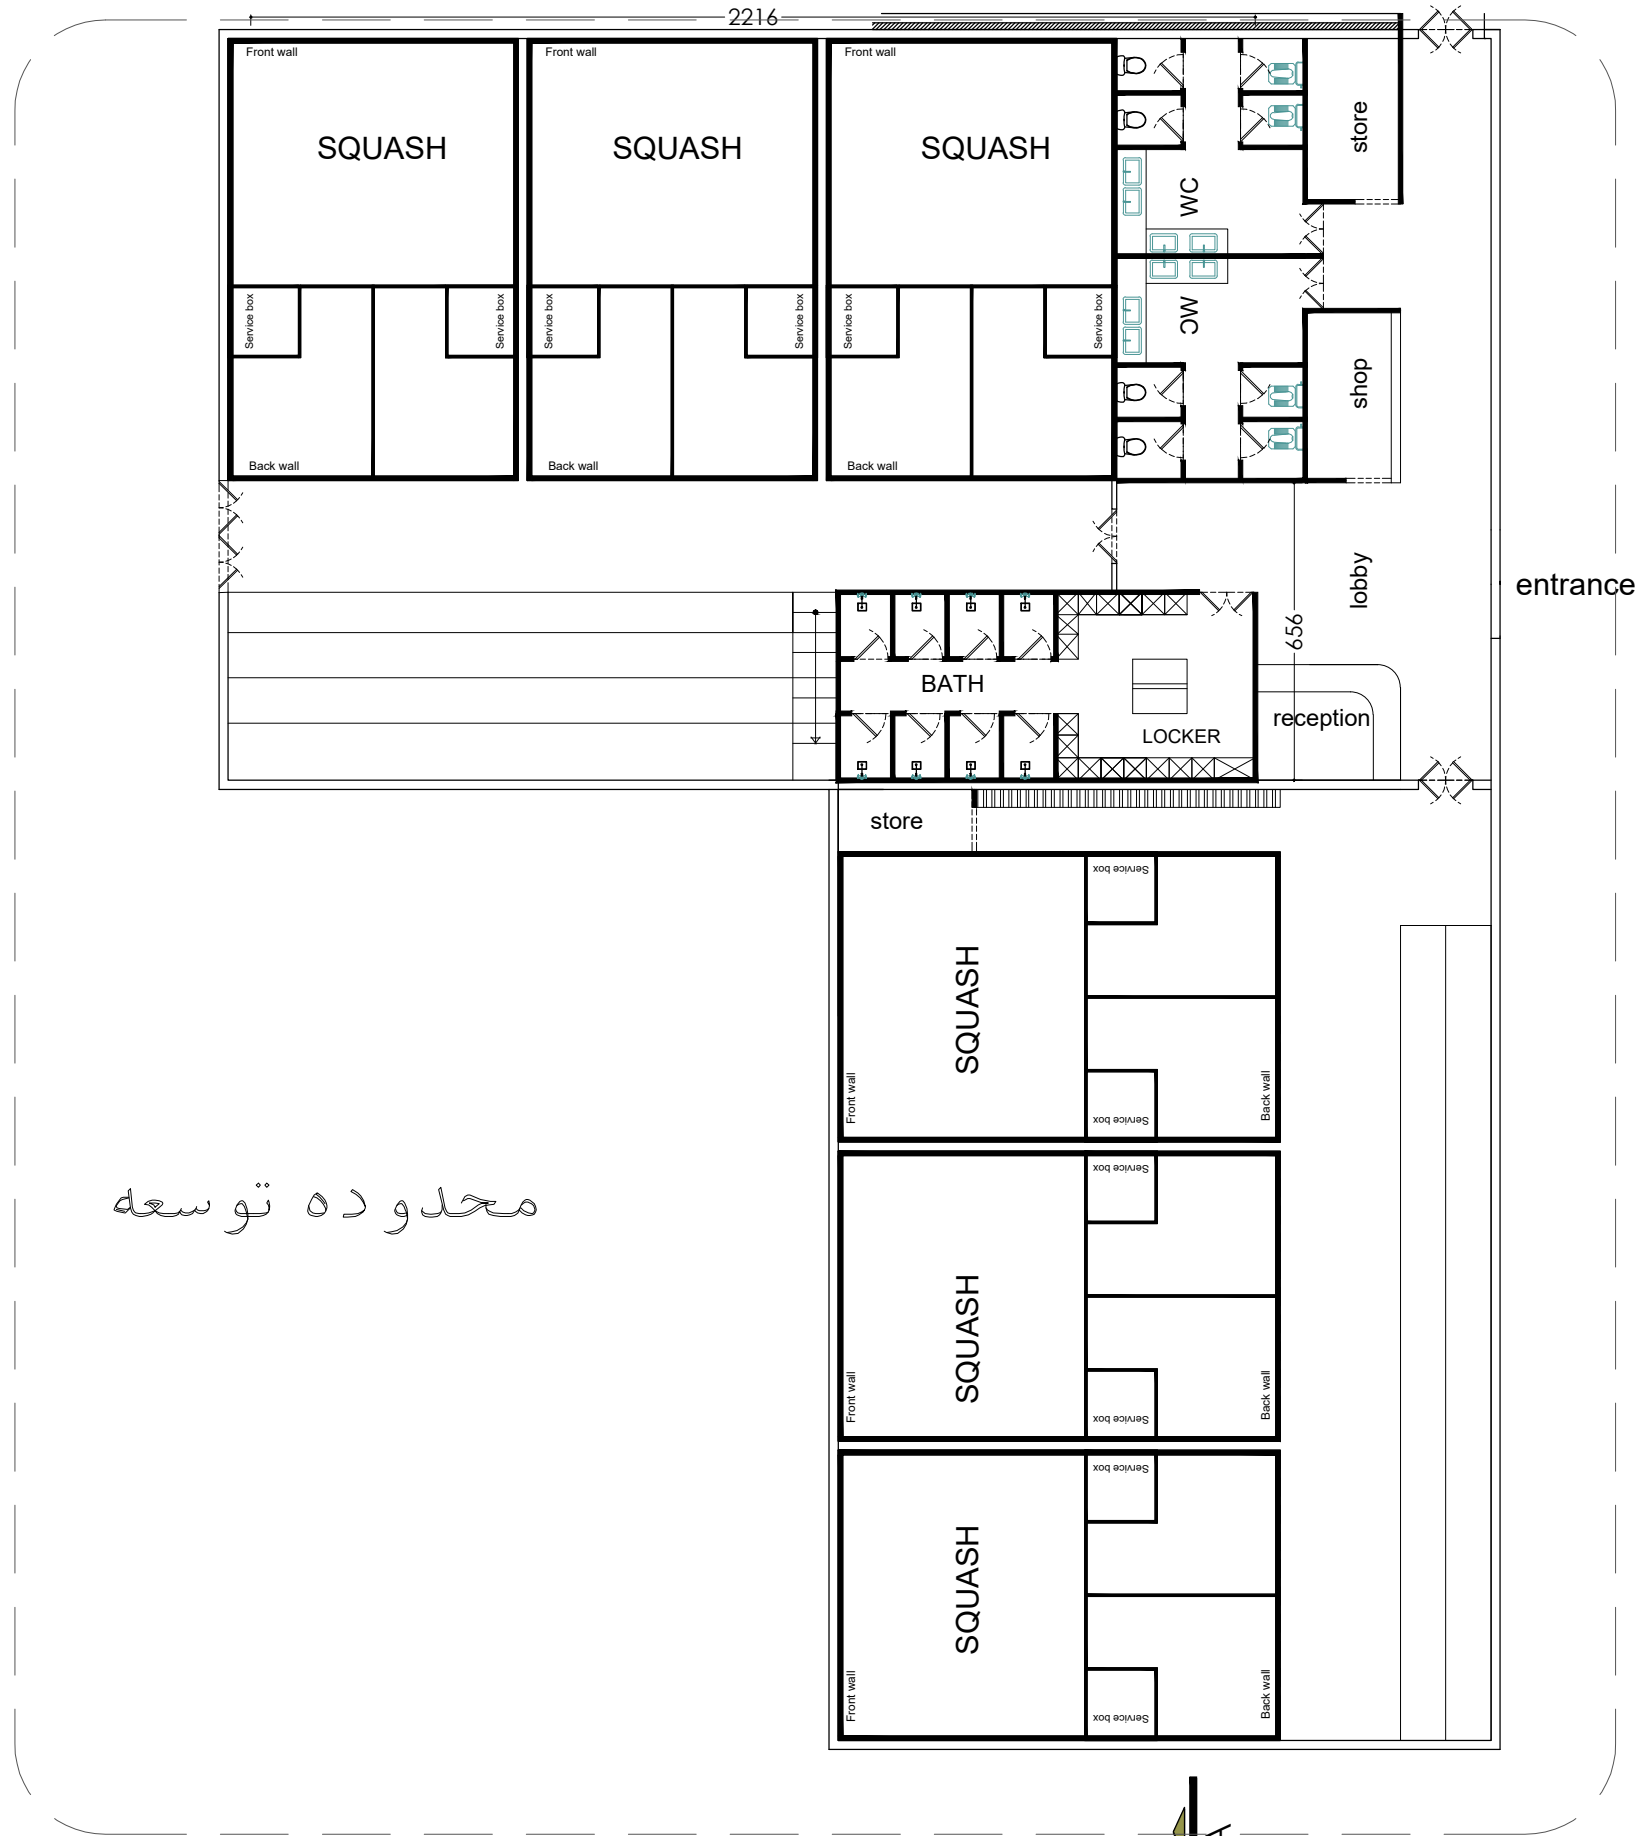 2216
Front wall
Front wall
Front wall
SQUASH
SQUASH
SQUASH
store
WC
Service box
Service box
Service box
Service box
Service box
Service box
WC
shop
Back wall
Back wall
Back wall
lobby
entrance
656
BATH
reception
LOCKER
store
Service box
SQUASH
Front wall
Back wall
Service box
Service box
محدوده توسعه
SQUASH
Front wall
Back wall
Service box
Service box
SQUASH
Front wall
Back wall
Service box